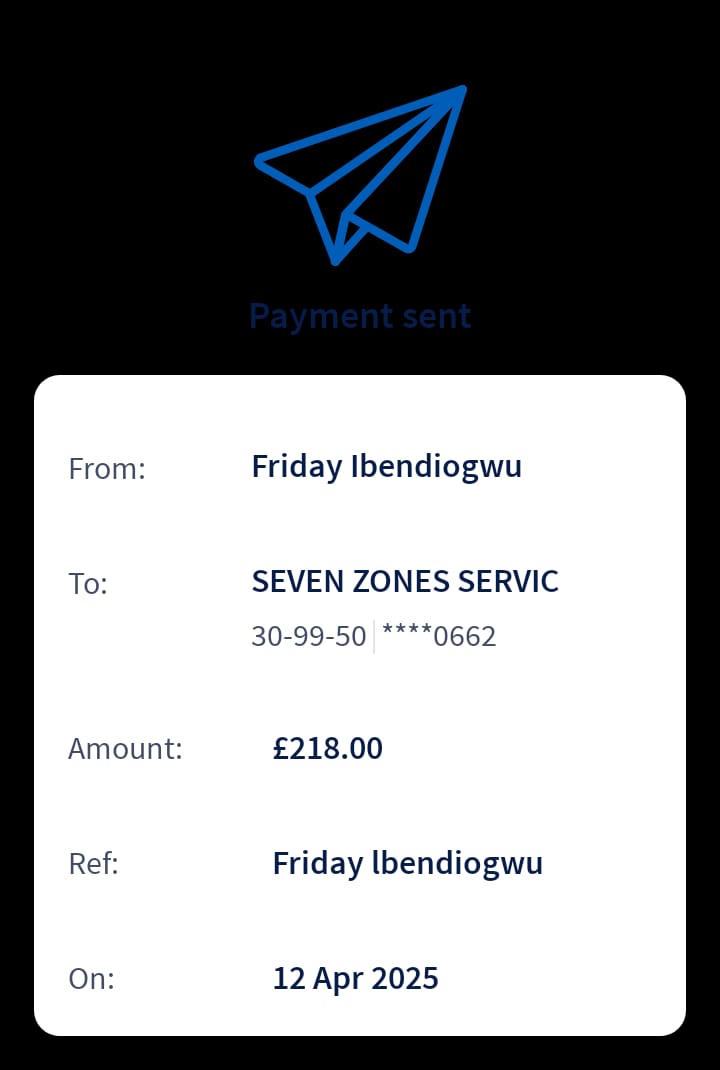 Payment sent
From: Friday Ibendiogwu
To: SEVEN ZONES SERVIC
30-99-50 ****0662
Amount: £218.00
Ref: Friday lbendiogwu
On: 12 Apr 2025